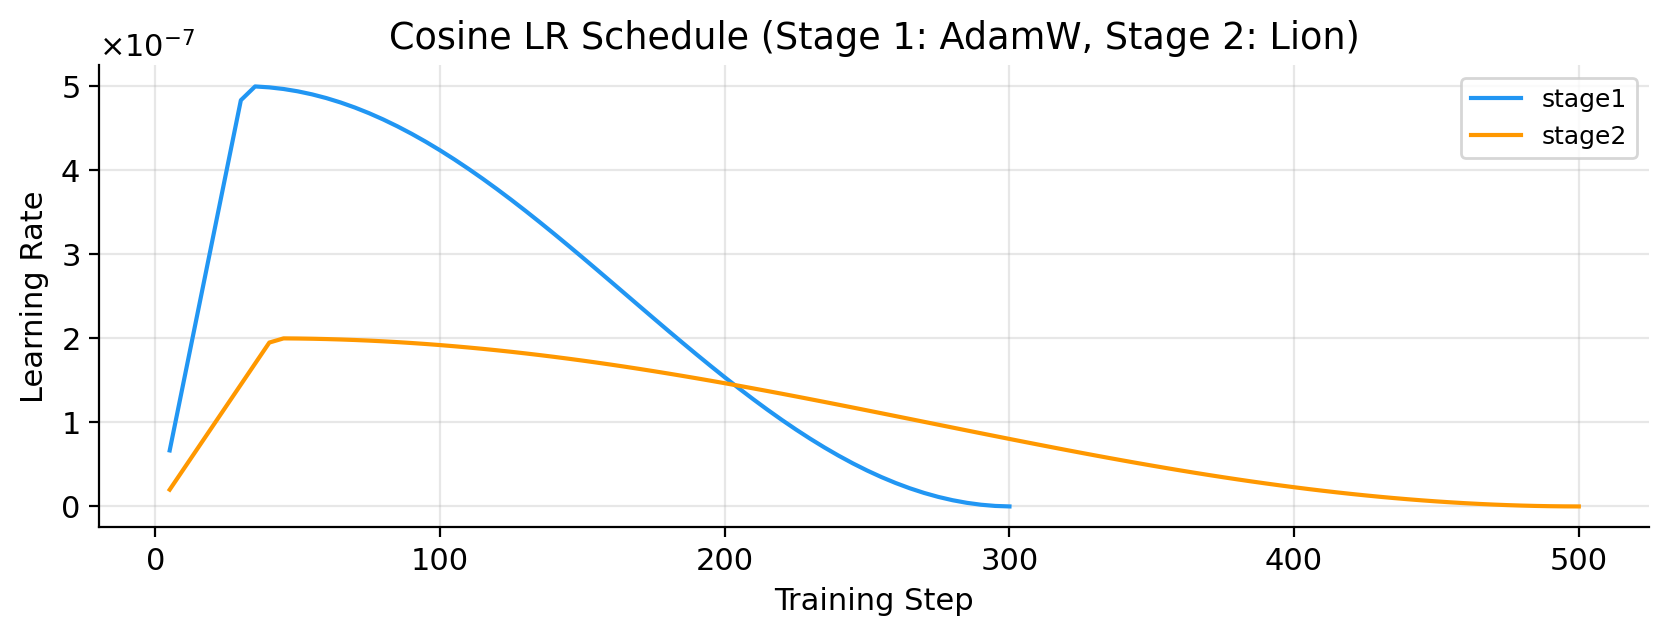 Cosine LR Schedule (Stage 1: AdamW, Stage 2: Lion)
×10⁻⁷
5
4
3
2
1
0
Learning Rate
stage1
stage2
0 100 200 300 400 500
Training Step